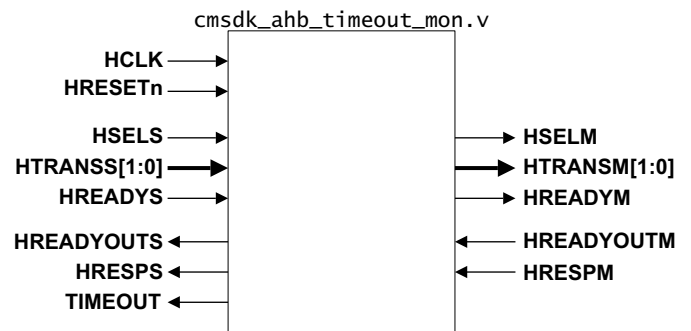 cmsdk_ahb_timeout_mon.v
HCLK
HRESETn
HSELS
HSELM
HTRANSS[1:0]
HTRANSM[1:0]
HREADYS
HREADYM
HREADYOUTS
HREADYOUTM
HRESPS
HRESPM
TIMEOUT